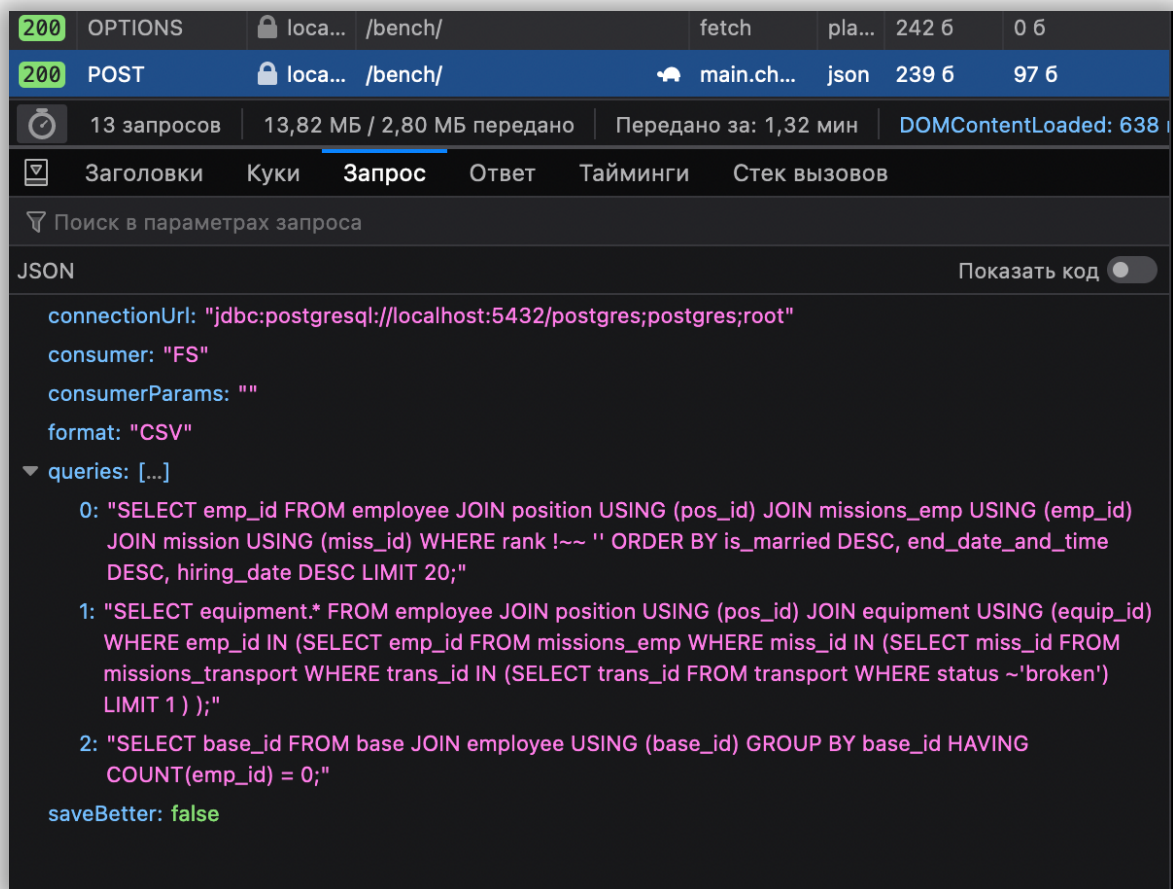 200 OPTIONS loca... /bench/ fetch pla... 242 б 0 б
200 POST loca... /bench/ main.ch... json 239 б 97 б
13 запросов 13,82 МБ / 2,80 МБ передано Передано за: 1,32 мин DOMContentLoaded: 638
Заголовки Куки Запрос Ответ Тайминги Стек вызовов
Поиск в параметрах запроса
JSON Показать код
connectionUrl: "jdbc:postgresql://localhost:5432/postgres;postgres;root"
consumer: "FS"
consumerParams: ""
format: "CSV"
queries: [...]
0: "SELECT emp_id FROM employee JOIN position USING (pos_id) JOIN missions_emp USING (emp_id)
JOIN mission USING (miss_id) WHERE rank !~~ '' ORDER BY is_married DESC, end_date_and_time
DESC, hiring_date DESC LIMIT 20;"
1: "SELECT equipment.* FROM employee JOIN position USING (pos_id) JOIN equipment USING (equip_id)
WHERE emp_id IN (SELECT emp_id FROM missions_emp WHERE miss_id IN (SELECT miss_id FROM
missions_transport WHERE trans_id IN (SELECT trans_id FROM transport WHERE status ~'broken')
LIMIT 1 ) );"
2: "SELECT base_id FROM base JOIN employee USING (base_id) GROUP BY base_id HAVING
COUNT(emp_id) = 0;"
saveBetter: false